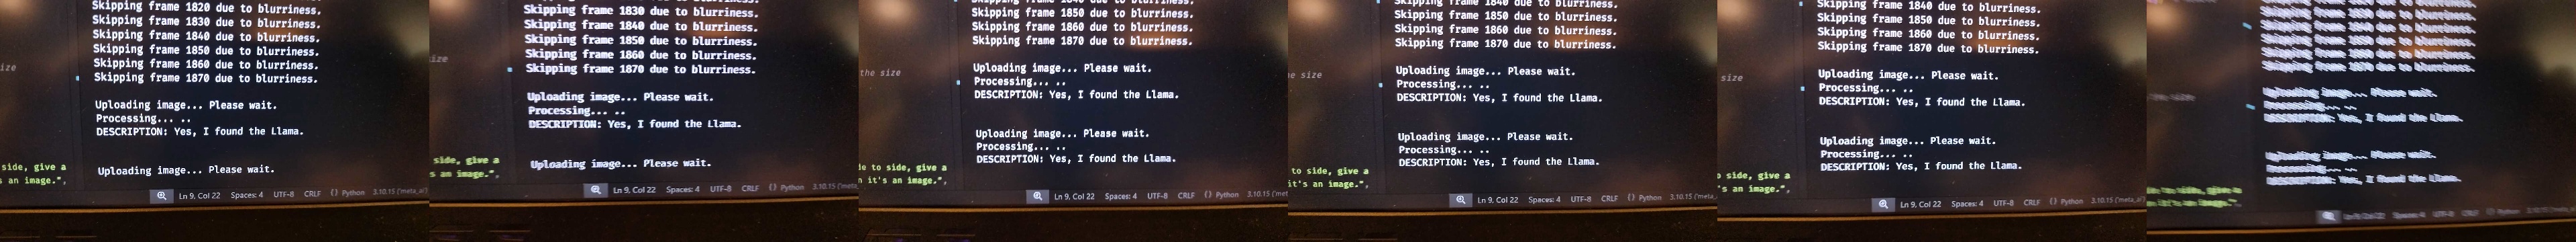 Skipping frame 1820 due to blurriness.
Skipping frame 1830 due to blurriness.
Skipping frame 1840 due to blurriness.
Skipping frame 1850 due to blurriness.
Skipping frame 1860 due to blurriness.
Skipping frame 1870 due to blurriness.
ize
Uploading image... Please wait.
Processing... ..
DESCRIPTION: Yes, I found the Llama.
Uploading image... Please wait.
side, give a
s an image.",
Ln 9, Col 22 Spaces: 4 UTF-8 CRLF {} Python 3.10.15 ('meta_ai'
Skipping frame 1830 due to blurriness.
Skipping frame 1840 due to blurriness.
Skipping frame 1850 due to blurriness.
Skipping frame 1860 due to blurriness.
Skipping frame 1870 due to blurriness.
ize
Uploading image... Please wait.
Processing... ..
DESCRIPTION: Yes, I found the Llama.
Uploading image... Please wait.
side, give a
s an image.",
Ln 9, Col 22 Spaces: 4 UTF-8 CRLF {} Python 3.10.15 ('meta
Skipping frame 1840 due to blurriness.
Skipping frame 1850 due to blurriness.
Skipping frame 1860 due to blurriness.
Skipping frame 1870 due to blurriness.
the size
Uploading image... Please wait.
Processing... ..
DESCRIPTION: Yes, I found the Llama.
Uploading image... Please wait.
Processing... ..
DESCRIPTION: Yes, I found the Llama.
e to side, give a
n it's an image.",
Ln 9, Col 22 Spaces: 4 UTF-8 CRLF {} Python 3.10.15
Skipping frame 1840 due to blurriness.
Skipping frame 1850 due to blurriness.
Skipping frame 1860 due to blurriness.
Skipping frame 1870 due to blurriness.
e size
Uploading image... Please wait.
Processing... ..
DESCRIPTION: Yes, I found the Llama.
Uploading image... Please wait.
Processing... ..
DESCRIPTION: Yes, I found the Llama.
to side, give a
it's an image.",
Ln 9, Col 22 Spaces: 4 UTF-8 CRLF {} Python 3.10.15 ('meta_
Skipping frame 1840 due to blurriness.
Skipping frame 1850 due to blurriness.
Skipping frame 1860 due to blurriness.
Skipping frame 1870 due to blurriness.
size
Uploading image... Please wait.
Processing... ..
DESCRIPTION: Yes, I found the Llama.
Uploading image... Please wait.
Processing... ..
DESCRIPTION: Yes, I found the Llama.
o side, give a
's an image.",
Ln 9, Col 22 Spaces: 4 UTF-8 CRLF {} Python 3.10.15 ('meta_ai'
Skipping frame 1870 due to blurriness.
Uploading image... Please wait.
Processing...
DESCRIPTION: Yes, I found the Llama.
Uploading image... Please wait.
Processing...
DESCRIPTION: Yes, I found the Llama.